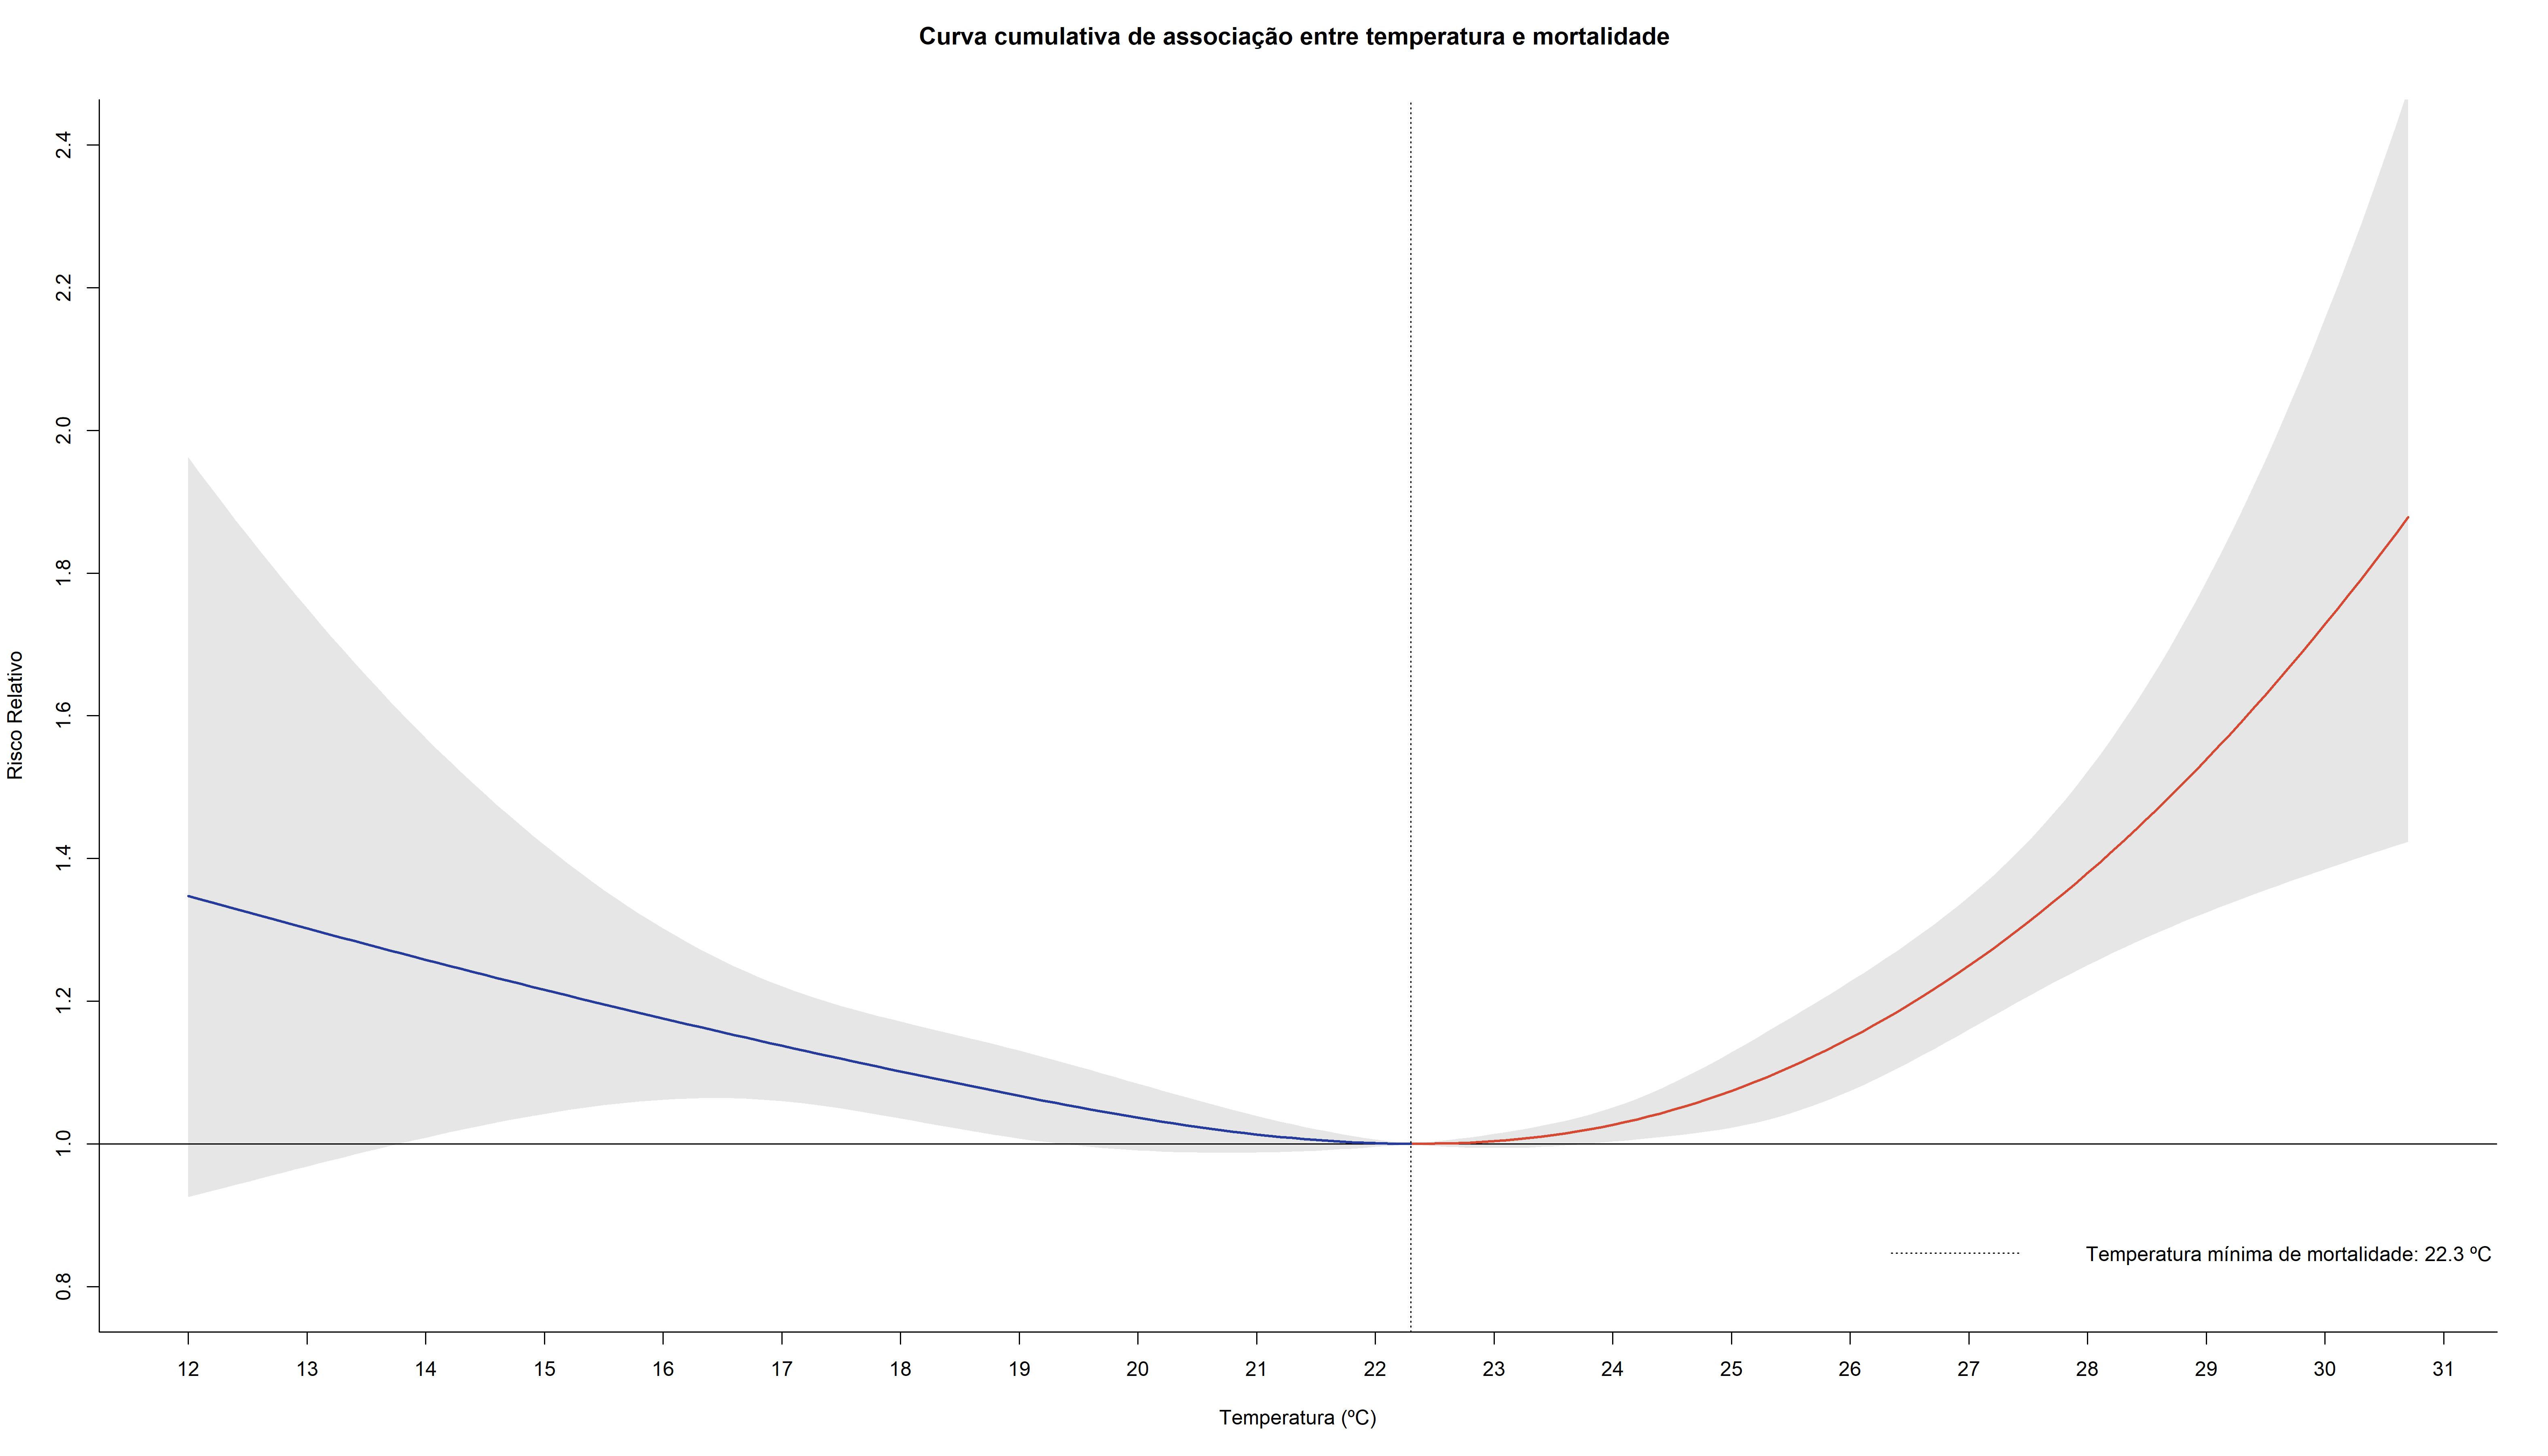 Curva cumulativa de associação entre temperatura e mortalidade
2.4
2.2
2.0
1.8
1.6
1.4
1.2
1.0
0.8
Risco Relativo
Temperatura mínima de mortalidade: 22.3 ºC
12 13 14 15 16 17 18 19 20 21 22 23 24 25 26 27 28 29 30 31
Temperatura (ºC)